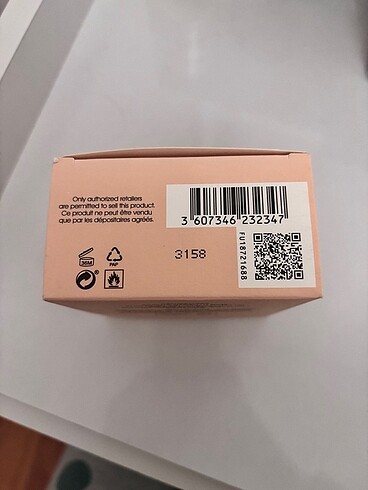 Only authorized retailers
are permitted to sell this product.
Ce produit ne peut être vendu
que par les dépositaires agréés.
3 607346 232347
3158
FU18721688
36M
PAP